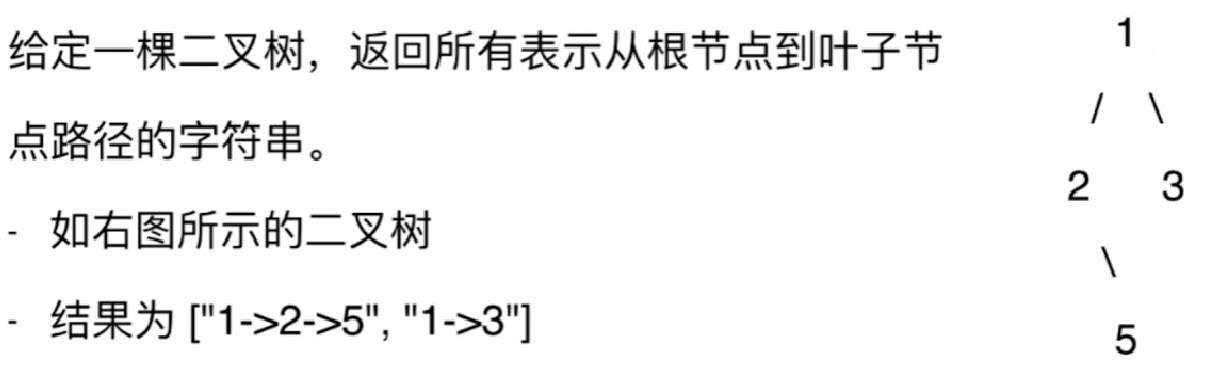 给定一棵二叉树，返回所有表示从根节点到叶子节
点路径的字符串。
- 如右图所示的二叉树
- 结果为 ["1->2->5", "1->3"]
1
/ \
2 3
\
5